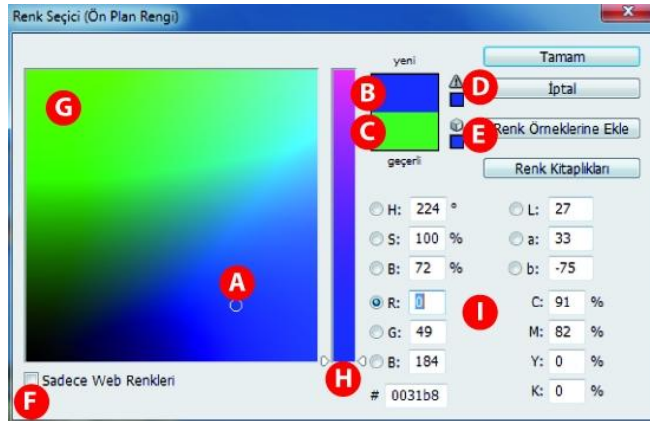 Renk Seçici (Ön Plan Rengi)
yeni
Tamam
G
B
D
İptal
C
E
Renk Örneklerine Ekle
geçerli
Renk Kitaplıkları
H: 224 °
L: 27
S: 100 %
a: 33
B: 72 %
b: -75
A
R: 0
I
C: 91 %
G: 49
M: 82 %
H
B: 184
Y: 0 %
Sadece Web Renkleri
# 0031b8
K: 0 %
F